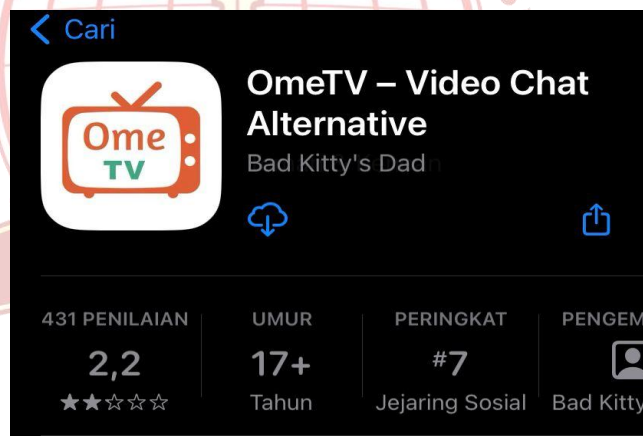 Cari
OmeTV – Video Chat
Alternative
Bad Kitty's Dad
Ome
TV
431 PENILAIAN
UMUR
PERINGKAT
PENGEM
2,2
17+
#7
Tahun
Jejaring Sosial
Bad Kitty